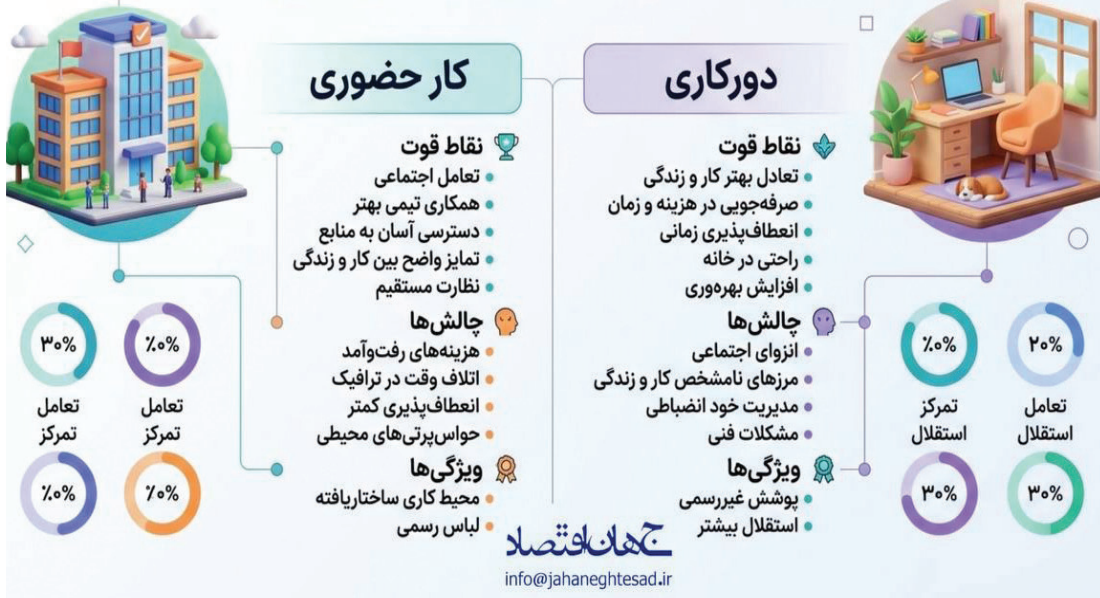 دورکاری
نقاط قوت
تعادل بهتر کار و زندگی
صرفه‌جویی در هزینه و زمان
انعطاف‌پذیری زمانی
راحتی در خانه
افزایش بهره‌وری
چالش‌ها
انزوای اجتماعی
مرزهای نامشخص کار و زندگی
مدیریت خود انضباطی
مشکلات فنی
ویژگی‌ها
پوشش غیررسمی
استقلال بیشتر
۲۰%
٪۰%
تعامل
استقلال
تمرکز
استقلال
۳۰%
۳۰%
کار حضوری
نقاط قوت
تعامل اجتماعی
همکاری تیمی بهتر
دسترسی آسان به منابع
تمایز واضح بین کار و زندگی
نظارت مستقیم
چالش‌ها
هزینه‌های رفت‌وآمد
اتلاف وقت در ترافیک
انعطاف‌پذیری کمتر
حواس‌پرتی‌های محیطی
ویژگی‌ها
محیط کاری ساختاریافته
لباس رسمی
٪۰%
۳۰%
تعامل
تمرکز
تعامل
تمرکز
٪۰%
٪۰%
جهان اقتصاد
info@jahaneghtesad.ir